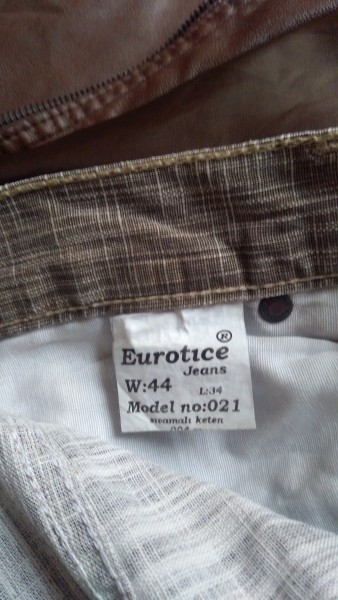 Eurotice ®
Jeans
W:44 L:34
Model no:021
keten